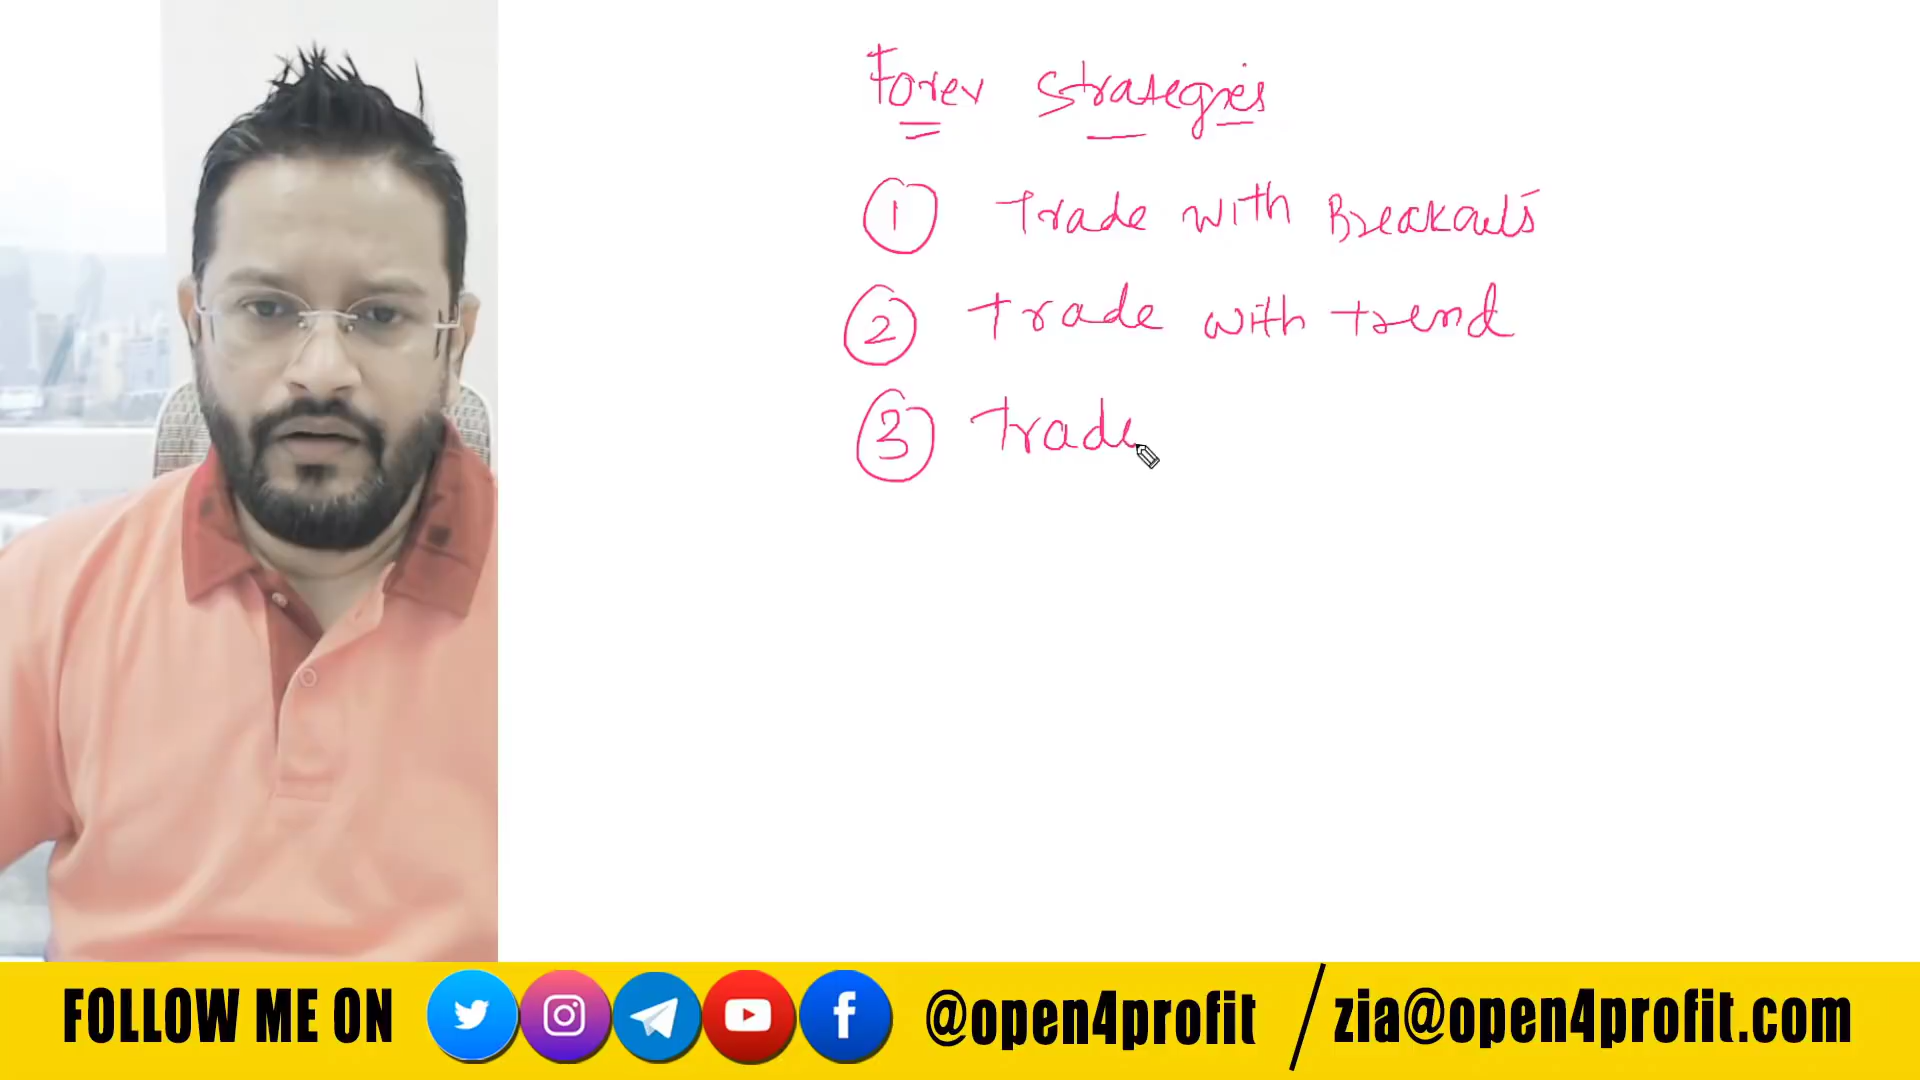 Forex Strategies
1 Trade with Breakouts
2 Trade with trend
3 Trade
FOLLOW ME ON @open4profit / zia@open4profit.com